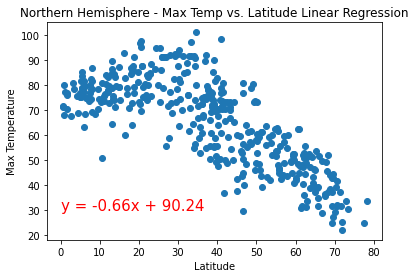 Northern Hemisphere - Max Temp vs. Latitude Linear Regression
100
90
80
70
60
50
40
30
20
Max Temperature
y = -0.66x + 90.24
0 10 20 30 40 50 60 70 80
Latitude